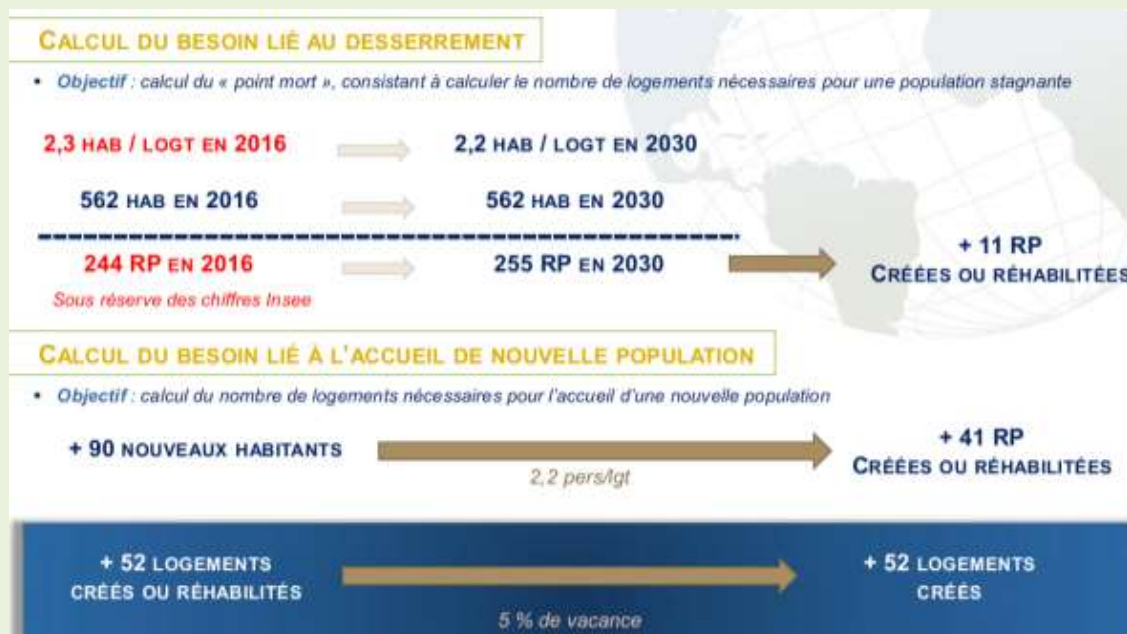 CALCUL DU BESOIN LIÉ AU DESSERREMENT
• Objectif : calcul du « point mort », consistant à calculer le nombre de logements nécessaires pour une population stagnante
2,3 HAB / LOGT EN 2016 2,2 HAB / LOGT EN 2030
562 HAB EN 2016 562 HAB EN 2030
244 RP EN 2016 255 RP EN 2030
+ 11 RP
CRÉÉES OU RÉHABILITÉES
Sous réserve des chiffres Insee
CALCUL DU BESOIN LIÉ À L'ACCUEIL DE NOUVELLE POPULATION
• Objectif : calcul du nombre de logements nécessaires pour l'accueil d'une nouvelle population
+ 90 NOUVEAUX HABITANTS
2,2 pers/lgt
+ 41 RP
CRÉÉES OU RÉHABILITÉES
+ 52 LOGEMENTS
CRÉÉS OU RÉHABILITÉS
5 % de vacance
+ 52 LOGEMENTS
CRÉÉS